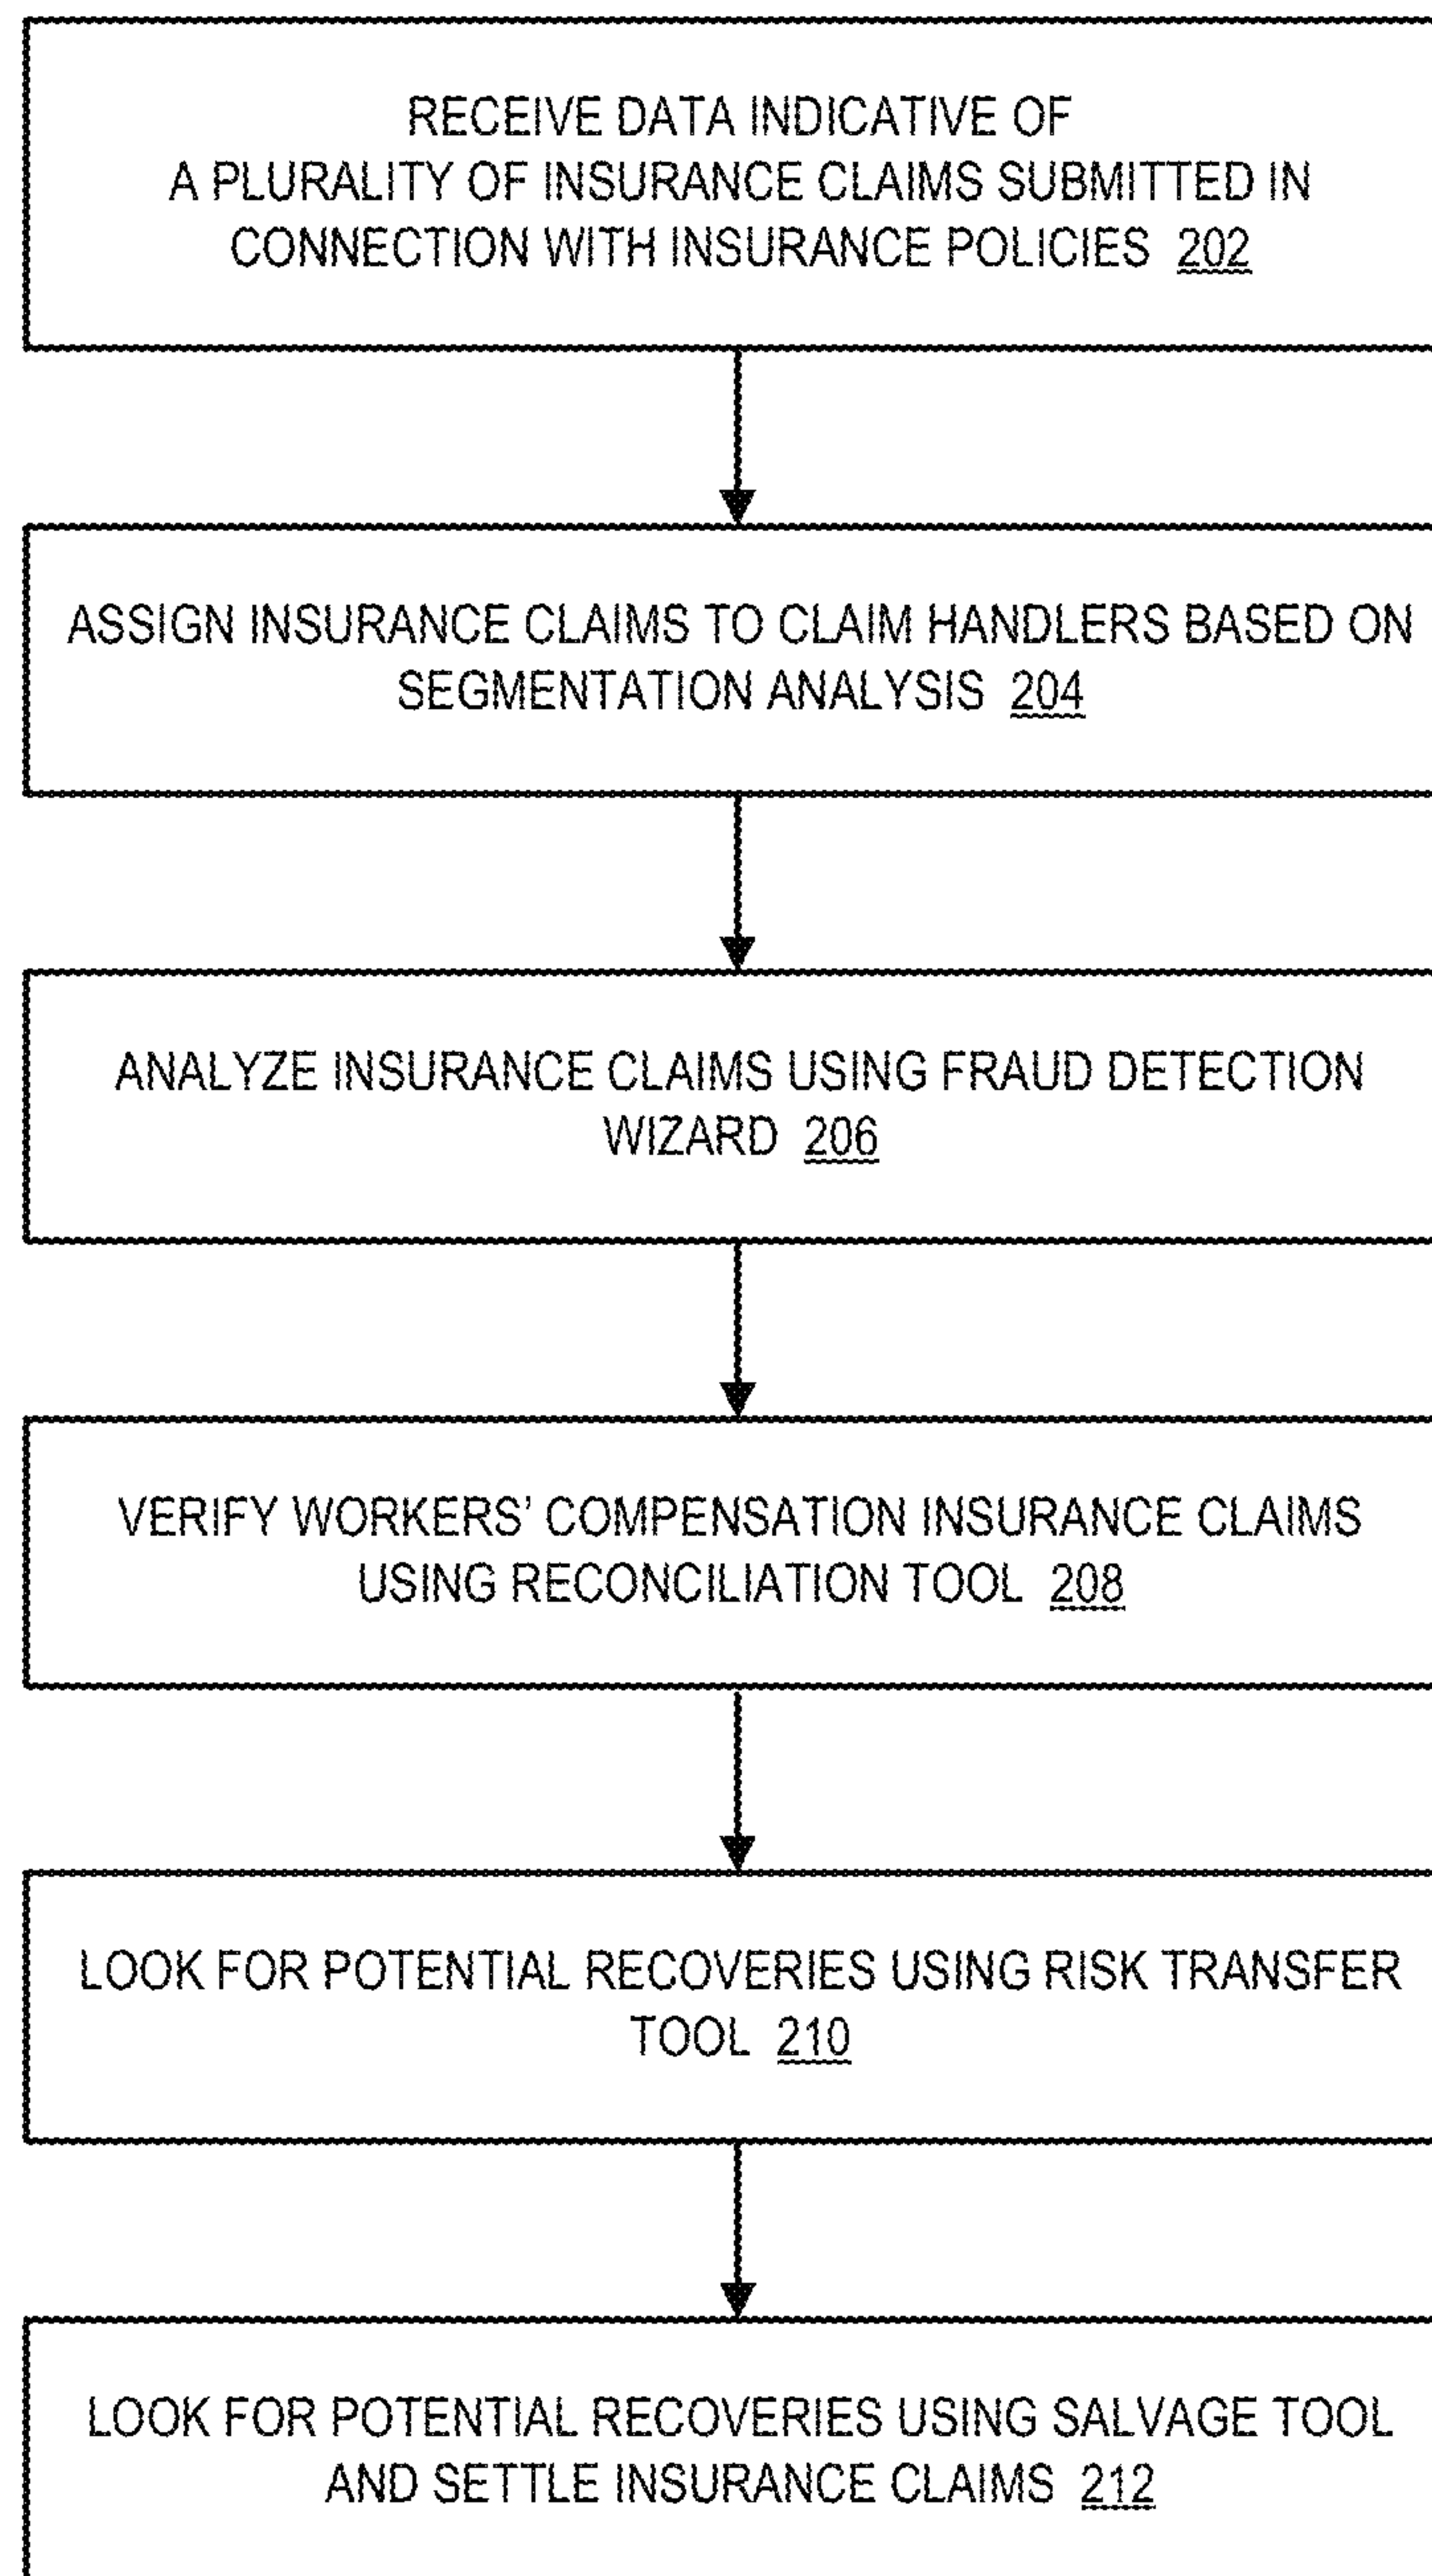 RECEIVE DATA INDICATIVE OF
A PLURALITY OF INSURANCE CLAIMS SUBMITTED IN
CONNECTION WITH INSURANCE POLICIES 202
ASSIGN INSURANCE CLAIMS TO CLAIM HANDLERS BASED ON
SEGMENTATION ANALYSIS 204
ANALYZE INSURANCE CLAIMS USING FRAUD DETECTION
WIZARD 206
VERIFY WORKERS’ COMPENSATION INSURANCE CLAIMS
USING RECONCILIATION TOOL 208
LOOK FOR POTENTIAL RECOVERIES USING RISK TRANSFER
TOOL 210
LOOK FOR POTENTIAL RECOVERIES USING SALVAGE TOOL
AND SETTLE INSURANCE CLAIMS 212